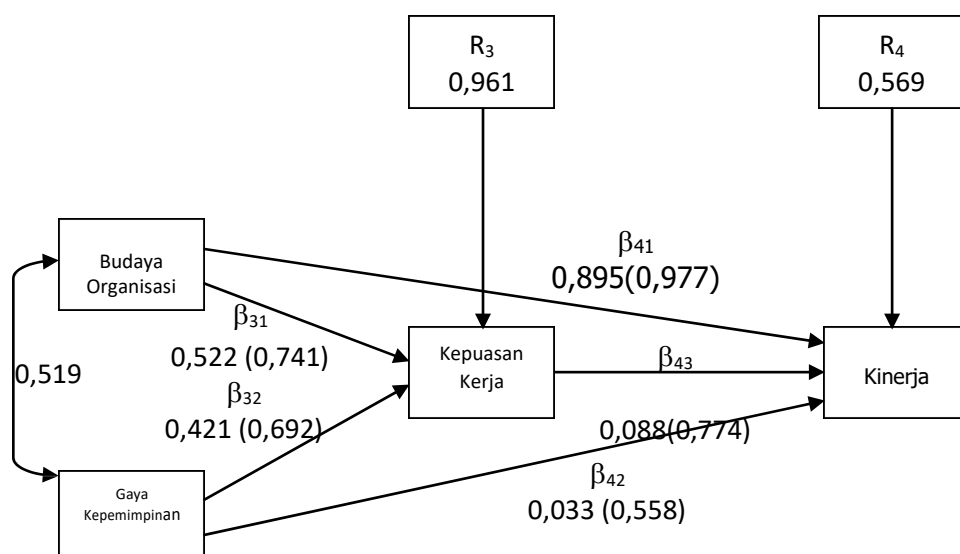 R₃
0,961
R₄
0,569
Budaya
Organisasi
β₄₁
0,895(0,977)
β₃₁
0,522 (0,741)
0,519
Kepuasan
Kerja
β₄₃
Kinerja
β₃₂
0,421 (0,692)
0,088(0,774)
Gaya
Kepemimpinan
β₄₂
0,033 (0,558)